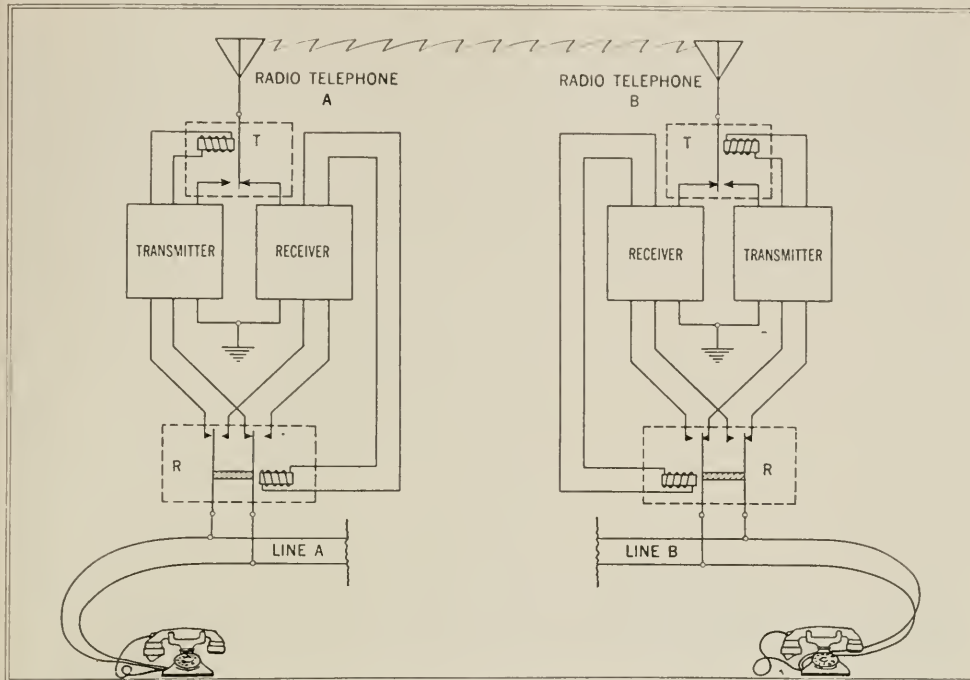 RADIO TELEPHONE
A
RADIO TELEPHONE
B
T
T
TRANSMITTER
RECEIVER
RECEIVER
TRANSMITTER
R
R
LINE A
LINE B